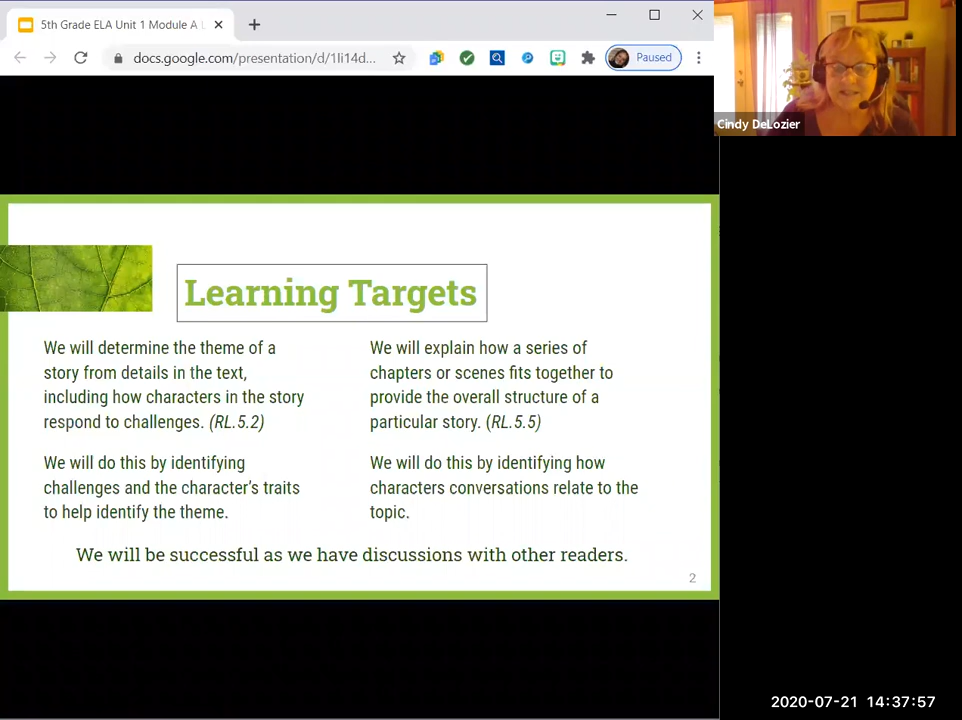 5th Grade ELA Unit 1 Module A L
docs.google.com/presentation/d/1Ii14d...
Paused
Cindy DeLozier
Learning Targets
We will determine the theme of a
story from details in the text,
including how characters in the story
respond to challenges. (RL.5.2)
We will do this by identifying
challenges and the character's traits
to help identify the theme.
We will explain how a series of
chapters or scenes fits together to
provide the overall structure of a
particular story. (RL.5.5)
We will do this by identifying how
characters conversations relate to the
topic.
We will be successful as we have discussions with other readers.
2
2020-07-21 14:37:57